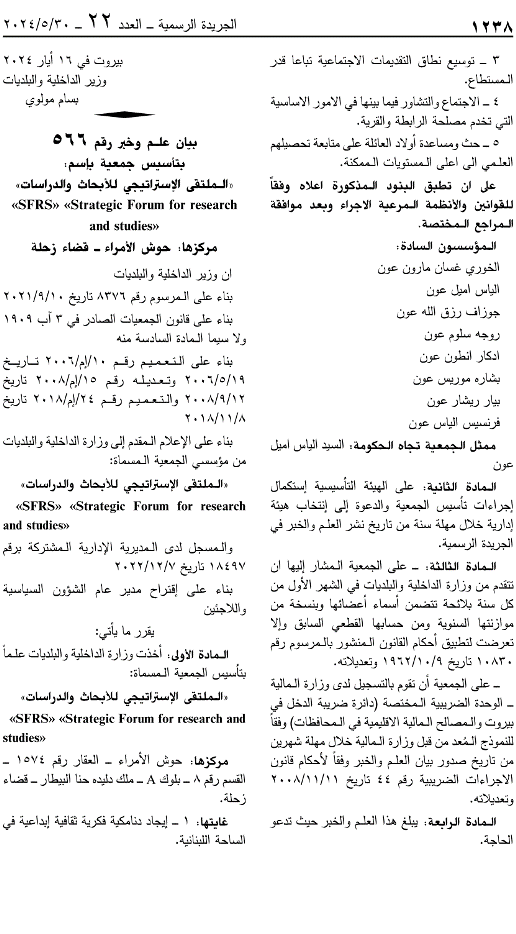 ١٢٣٨
الجريدة الرسمية ــ العدد ٢٢ ــ ٢٠٢٤/٥/٣٠
٣ ــ توسيع نطاق التقديمات الاجتماعية تباعا قدر
المستطاع.
٤ ــ الاجتماع والتشاور فيما بينها في الامور الاساسية
التي تخدم مصلحة الرابطة والقرية.
٥ ــ حث ومساعدة أولاد العائلة على متابعة تحصيلهم
العلمي الى اعلى المستويات الممكنة.
على ان تطبق البنود المذكورة اعلاه وفقاً
للقوانين والأنظمة المرعية الاجراء وبعد موافقة
المراجع المختصة.
المؤسسون السادة:
الخوري غسان مارون عون
الياس اميل عون
جوزاف رزق الله عون
روجه سلوم عون
ادكار انطون عون
بشاره موريس عون
بيار ريشار عون
فرنسيس الياس عون
ممثل الجمعية تجاه الحكومة: السيد الياس اميل
عون
المادة الثانية: على الهيئة التأسيسية إستكمال
إجراءات تأسيس الجمعية والدعوة إلى إنتخاب هيئة
إدارية خلال مهلة سنة من تاريخ نشر العلم والخبر في
الجريدة الرسمية.
المادة الثالثة: ــ على الجمعية المشار إليها ان
تتقدم من وزارة الداخلية والبلديات في الشهر الأول من
كل سنة بلائحة تتضمن أسماء أعضائها وبنسخة من
موازنتها السنوية ومن حسابها القطعي السابق وإلا
تعرضت لتطبيق أحكام القانون المنشور بالمرسوم رقم
١٠٨٣٠ تاريخ ١٩٦٢/١٠/٩ وتعديلاته.
ــ على الجمعية أن تقوم بالتسجيل لدى وزارة المالية
ــ الوحدة الضريبية المختصة (دائرة ضريبة الدخل في
بيروت والمصالح المالية الاقليمية في المحافظات) وفقاً
للنموذج المُعد من قبل وزارة المالية خلال مهلة شهرين
من تاريخ صدور بيان العلم والخبر وفقاً لأحكام قانون
الاجراءات الضريبية رقم ٤٤ تاريخ ٢٠٠٨/١١/١١
وتعديلاته.
المادة الرابعة: يبلغ هذا العلم والخبر حيث تدعو
الحاجة.
بيروت في ١٦ أيار ٢٠٢٤
وزير الداخلية والبلديات
بسام مولوي
بيان علم وخبر رقم ٥٦٦
بتأسيس جمعية بإسم:
«الملتقى الإستراتيجي للأبحاث والدراسات»
«SFRS» «Strategic Forum for research
and studies»
مركزها: حوش الأمراء ــ قضاء زحلة
ان وزير الداخلية والبلديات
بناء على المرسوم رقم ٨٣٧٦ تاريخ ٢٠٢١/٩/١٠
بناء على قانون الجمعيات الصادر في ٣ آب ١٩٠٩
ولا سيما المادة السادسة منه
بناء على التعميم رقم ١٠/إم/٢٠٠٦ تاريخ
٢٠٠٦/٥/١٩ وتعديله رقم ١٥/إم/٢٠٠٨ تاريخ
٢٠٠٨/٩/١٢ والتعميم رقم ٢٤/إم/٢٠١٨ تاريخ
٢٠١٨/١١/٨
بناء على الإعلام المقدم إلى وزارة الداخلية والبلديات
من مؤسسي الجمعية المسماة:
«الملتقى الإستراتيجي للأبحاث والدراسات»
«SFRS» «Strategic Forum for research
and studies»
والمسجل لدى المديرية الإدارية المشتركة برقم
١٨٤٩٧ تاريخ ٢٠٢٢/١٢/٧
بناء على إقتراح مدير عام الشؤون السياسية
واللاجئين
يقرر ما يأتي:
المادة الأولى: أخذت وزارة الداخلية والبلديات علماً
بتأسيس الجمعية المسماة:
«الملتقى الإستراتيجي للأبحاث والدراسات»
«SFRS» «Strategic Forum for research and
studies»
مركزها: حوش الأمراء ــ العقار رقم ١٥٧٤ ــ
القسم رقم ٨ ــ بلوك A ــ ملك دليده حنا البيطار ــ قضاء
زحلة.
غايتها: ١ ــ إيجاد دنامكية فكرية ثقافية إبداعية في
الساحة اللبنانية.